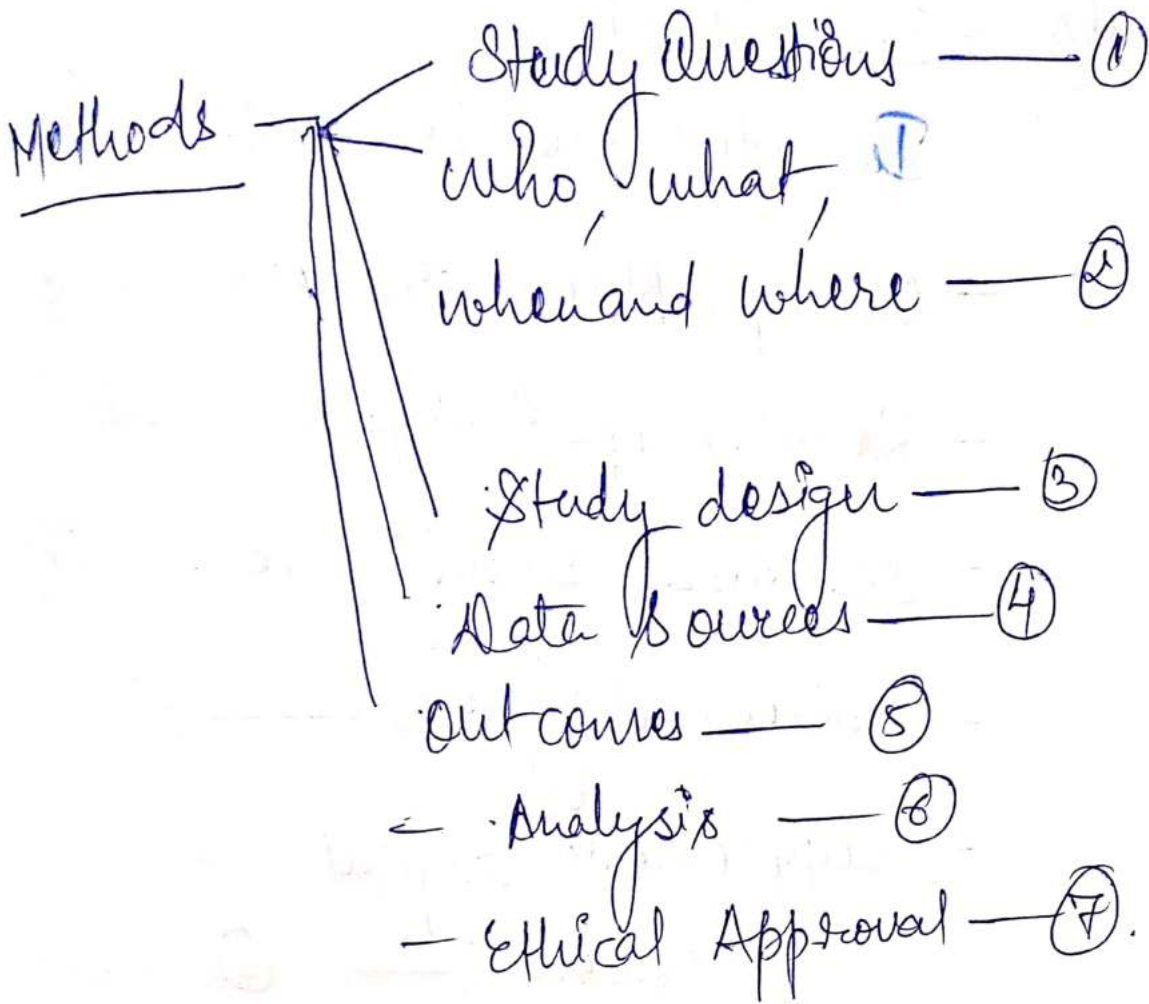 Methods
Study Questions — ①
who, what, I
when and where — ②
Study design — ③
Data Sources — ④
Outcomes — ⑤
- Analysis — ⑥
- Ethical Approval — ⑦.